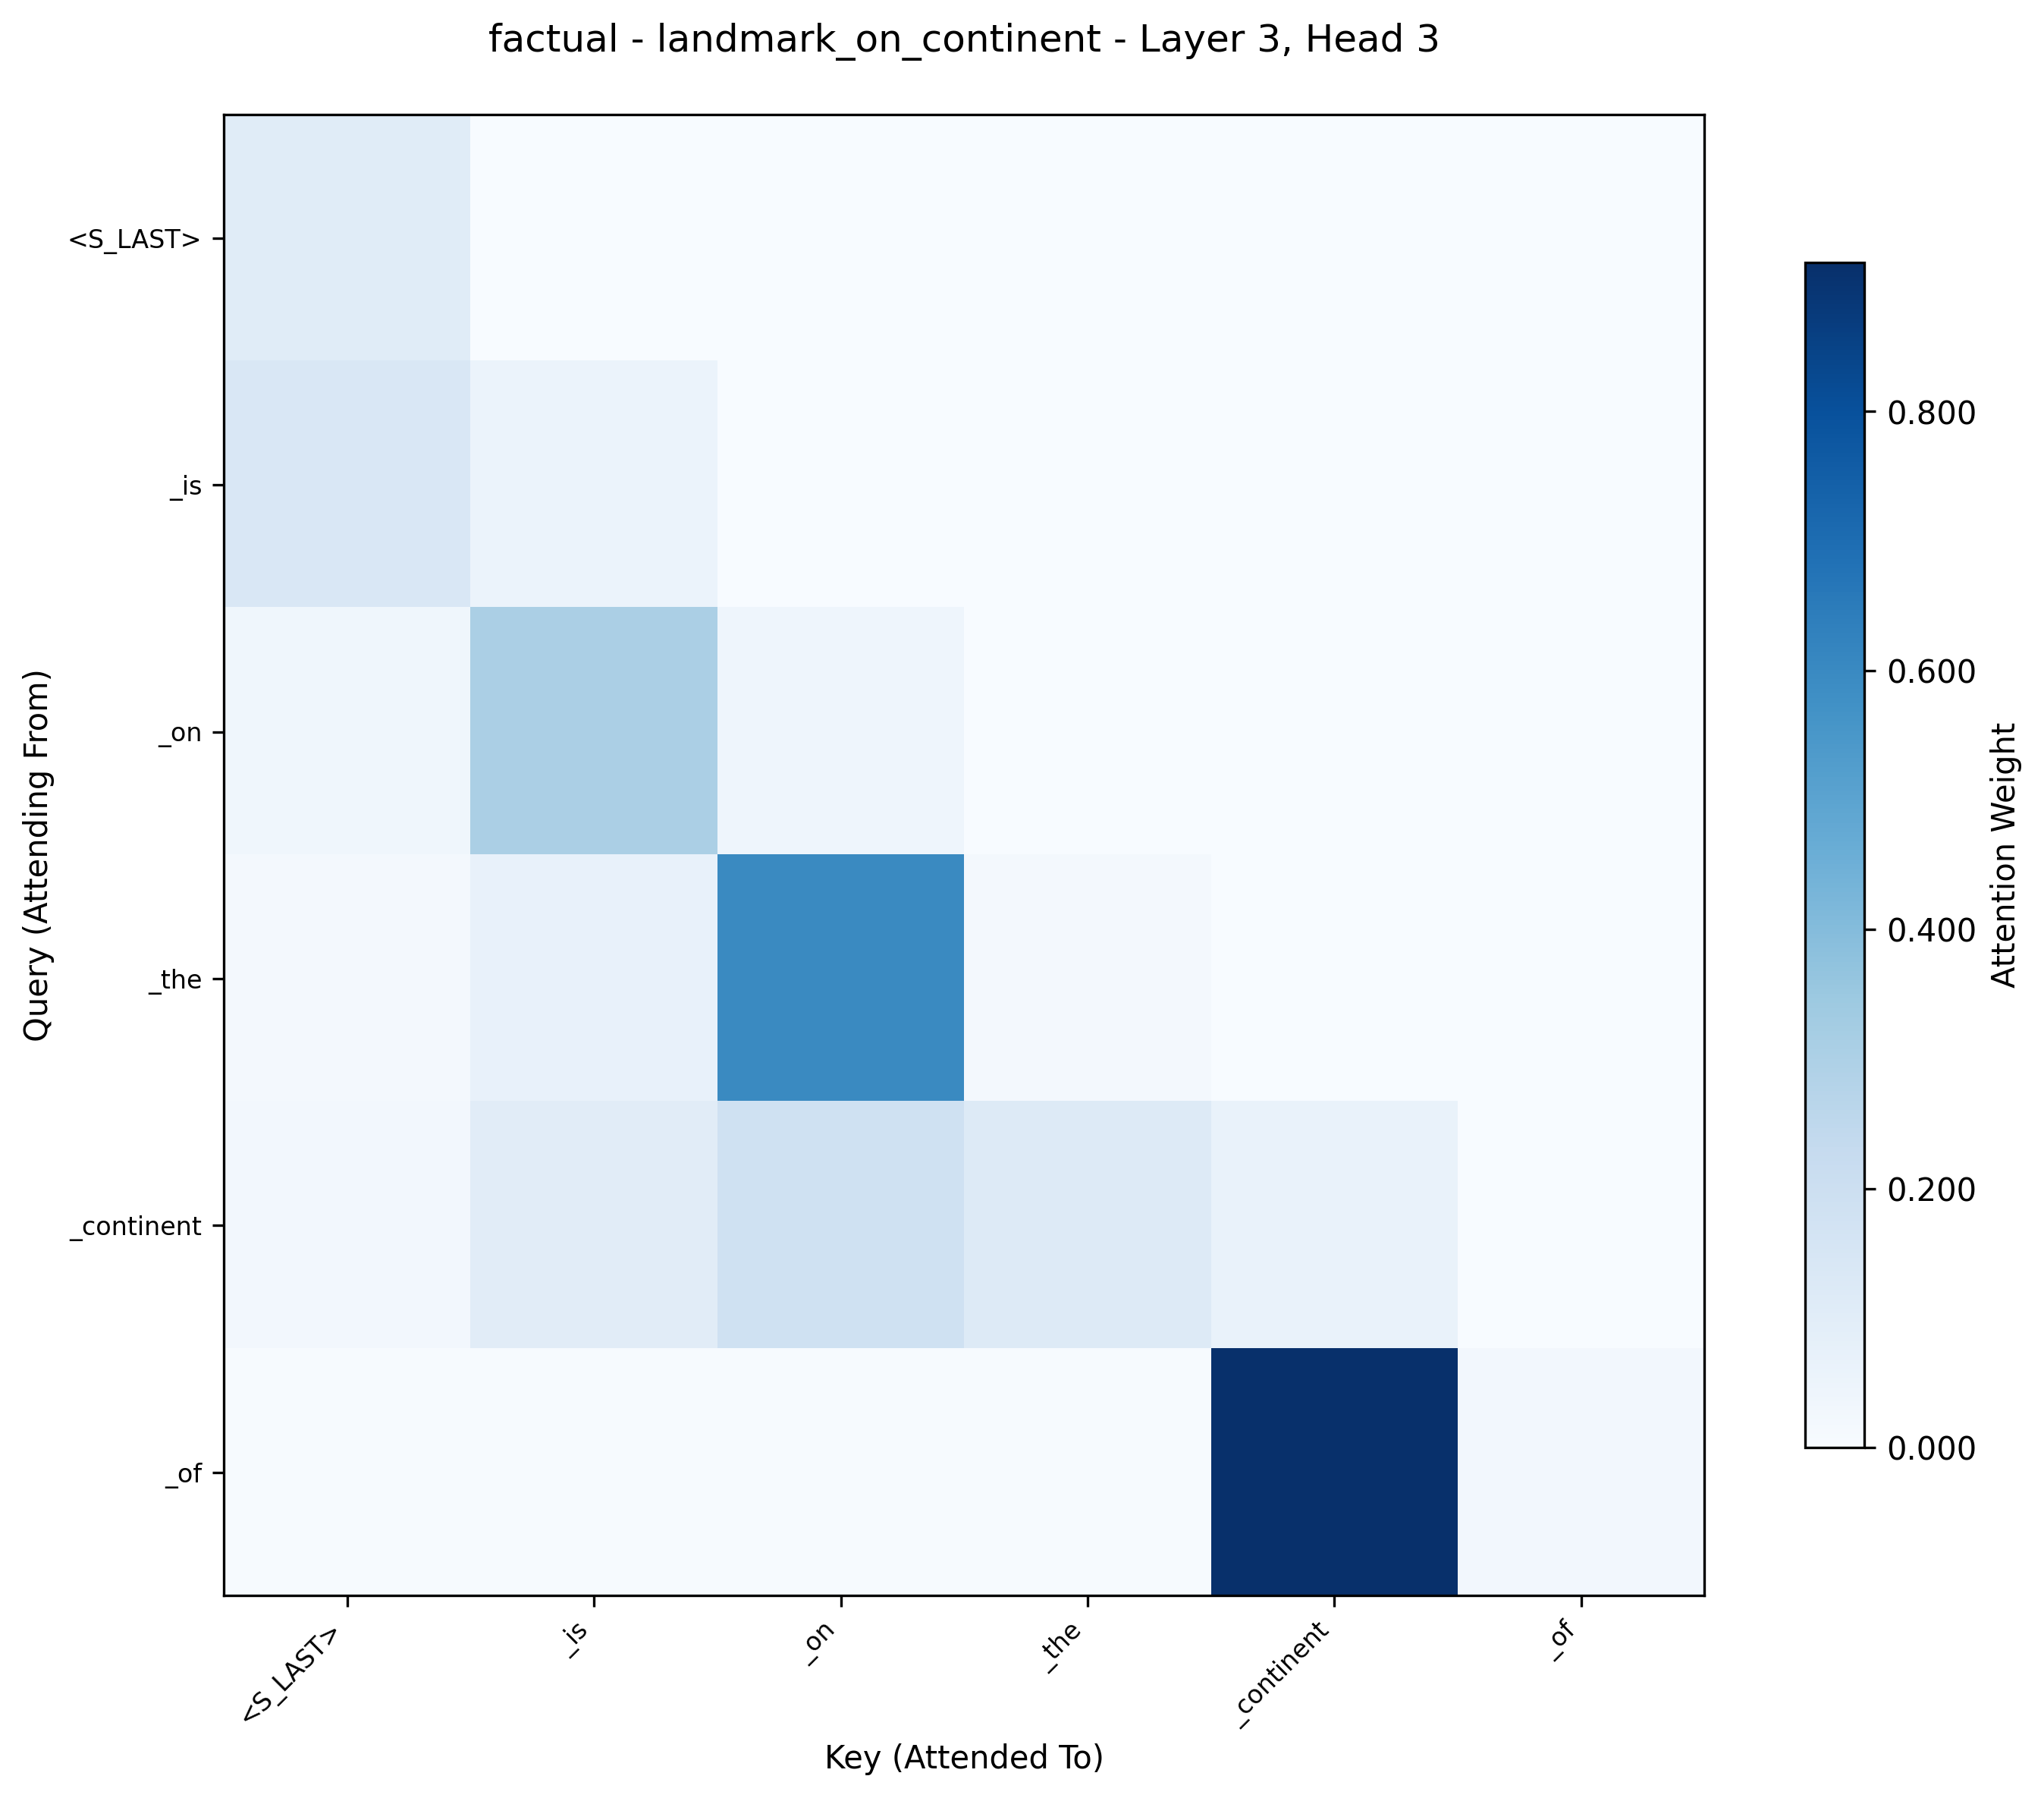 factual - landmark_on_continent - Layer 3, Head 3
Query (Attending From)
<S_LAST>
_is
_on
_the
_continent
_of
<S_LAST>
_is
_on
_the
_continent
_of
Key (Attended To)
0.800
0.600
0.400
0.200
0.000
Attention Weight